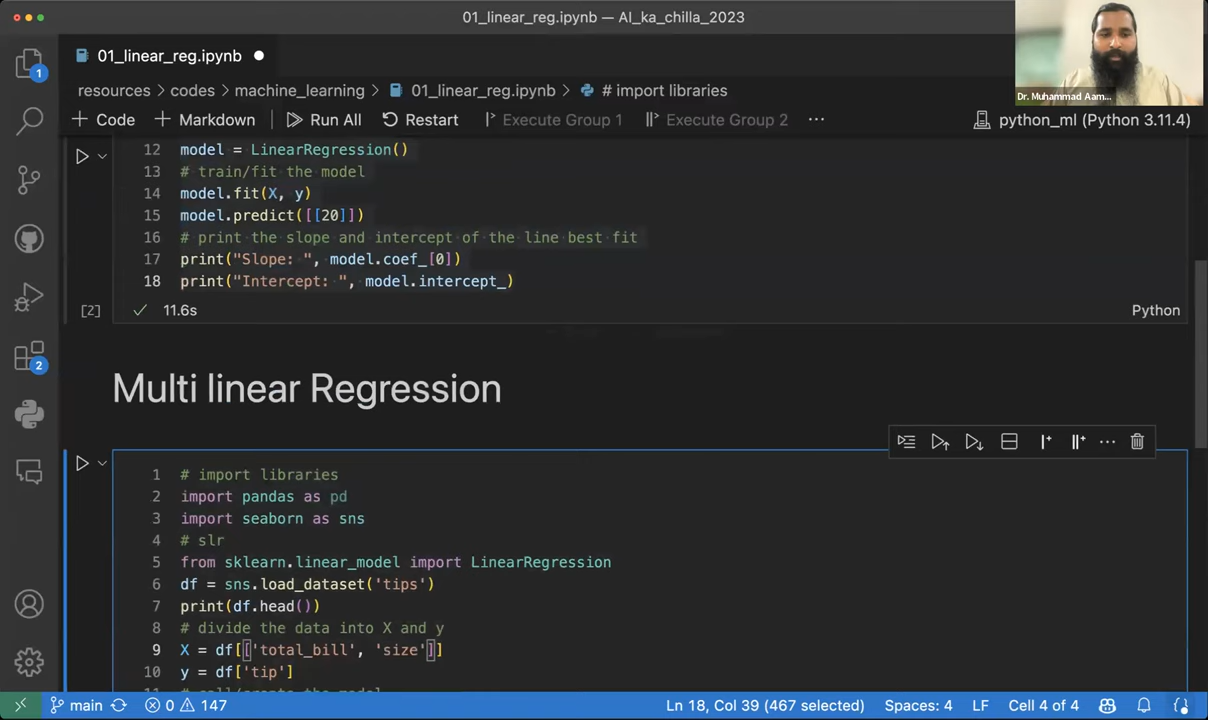 01_linear_reg.ipynb — AI_ka_chilla_2023
01_linear_reg.ipynb
Dr. Muhammad Aam...
resources > codes > machine_learning > 01_linear_reg.ipynb > # import libraries
+ Code + Markdown Run All Restart Execute Group 1 Execute Group 2 ... python_ml (Python 3.11.4)
12 model = LinearRegression()
13 # train/fit the model
14 model.fit(X, y)
15 model.predict([[20]])
16 # print the slope and intercept of the line best fit
17 print("Slope: ", model.coef_[0])
18 print("Intercept: ", model.intercept_)
[2] ✓ 11.6s Python
Multi linear Regression
1 # import libraries
2 import pandas as pd
3 import seaborn as sns
4 # slr
5 from sklearn.linear_model import LinearRegression
6 df = sns.load_dataset('tips')
7 print(df.head())
8 # divide the data into X and y
9 X = df[['total_bill', 'size']]
10 y = df['tip']
11 # call/create the model
1
2
main 0 147 Ln 18, Col 39 (467 selected) Spaces: 4 LF Cell 4 of 4